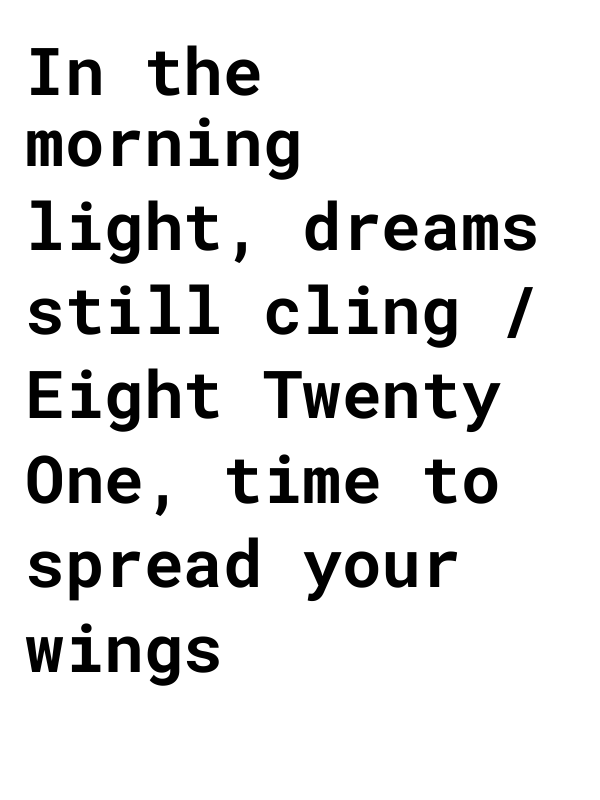 In the
morning
light, dreams
still cling /
Eight Twenty
One, time to
spread your
wings